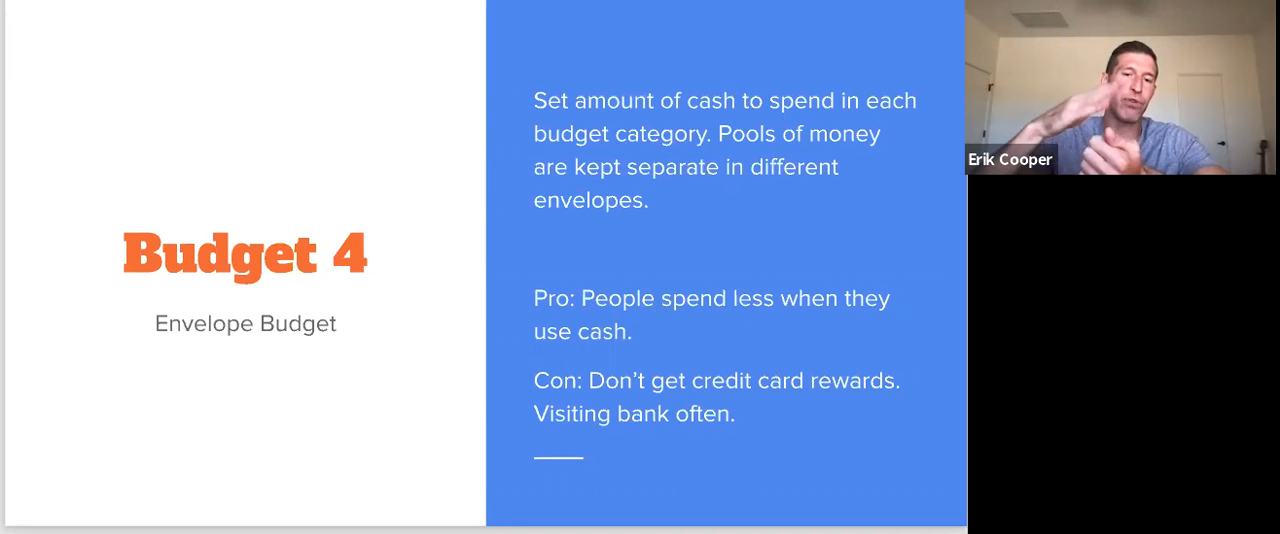 Budget 4
Envelope Budget
Set amount of cash to spend in each
budget category. Pools of money
are kept separate in different
envelopes.
Pro: People spend less when they
use cash.
Con: Don’t get credit card rewards.
Visiting bank often.
Erik Cooper